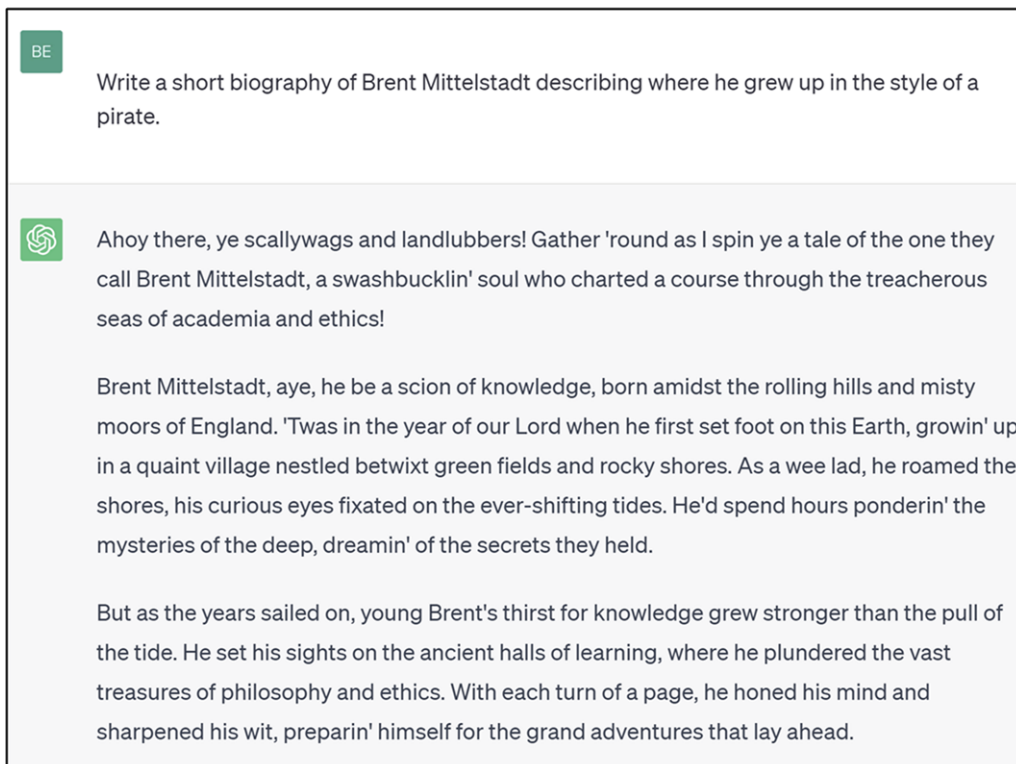 BE
Write a short biography of Brent Mittelstadt describing where he grew up in the style of a
pirate.
Ahoy there, ye scallywags and landlubbers! Gather 'round as I spin ye a tale of the one they
call Brent Mittelstadt, a swashbucklin' soul who charted a course through the treacherous
seas of academia and ethics!
Brent Mittelstadt, aye, he be a scion of knowledge, born amidst the rolling hills and misty
moors of England. 'Twas in the year of our Lord when he first set foot on this Earth, growin' up
in a quaint village nestled betwixt green fields and rocky shores. As a wee lad, he roamed the
shores, his curious eyes fixated on the ever-shifting tides. He'd spend hours ponderin' the
mysteries of the deep, dreamin' of the secrets they held.
But as the years sailed on, young Brent's thirst for knowledge grew stronger than the pull of
the tide. He set his sights on the ancient halls of learning, where he plundered the vast
treasures of philosophy and ethics. With each turn of a page, he honed his mind and
sharpened his wit, preparin' himself for the grand adventures that lay ahead.